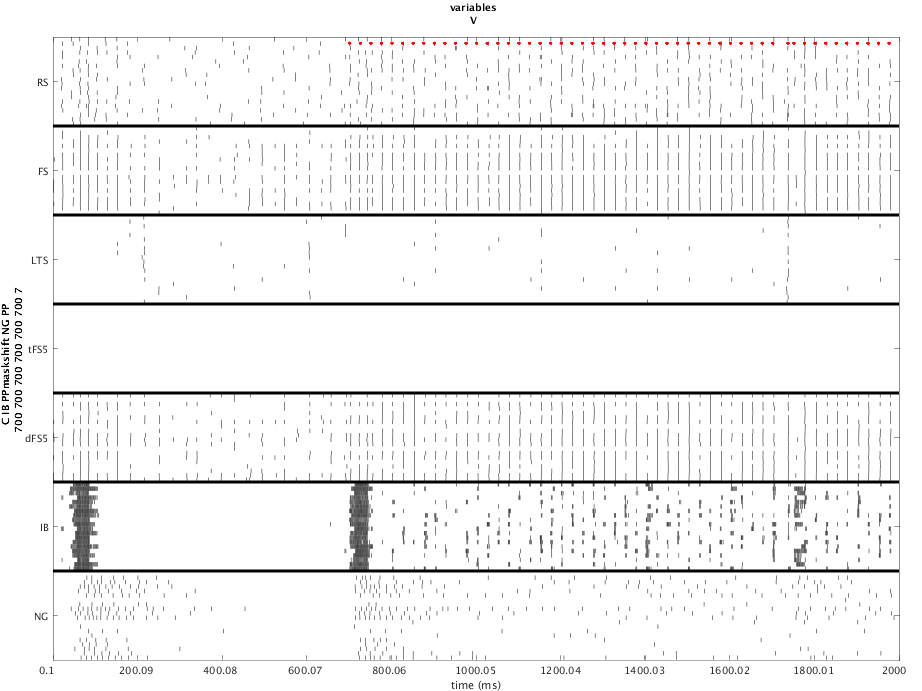 variables
V
RS
FS
LTS
tFS5
dFS5
IB
NG
C IB PPmaskshift NG PP
700 700 700 700 700 700 7
0.1 200.09 400.08 600.07 800.06 1000.05 1200.04 1400.03 1600.02 1800.01 2000
time (ms)